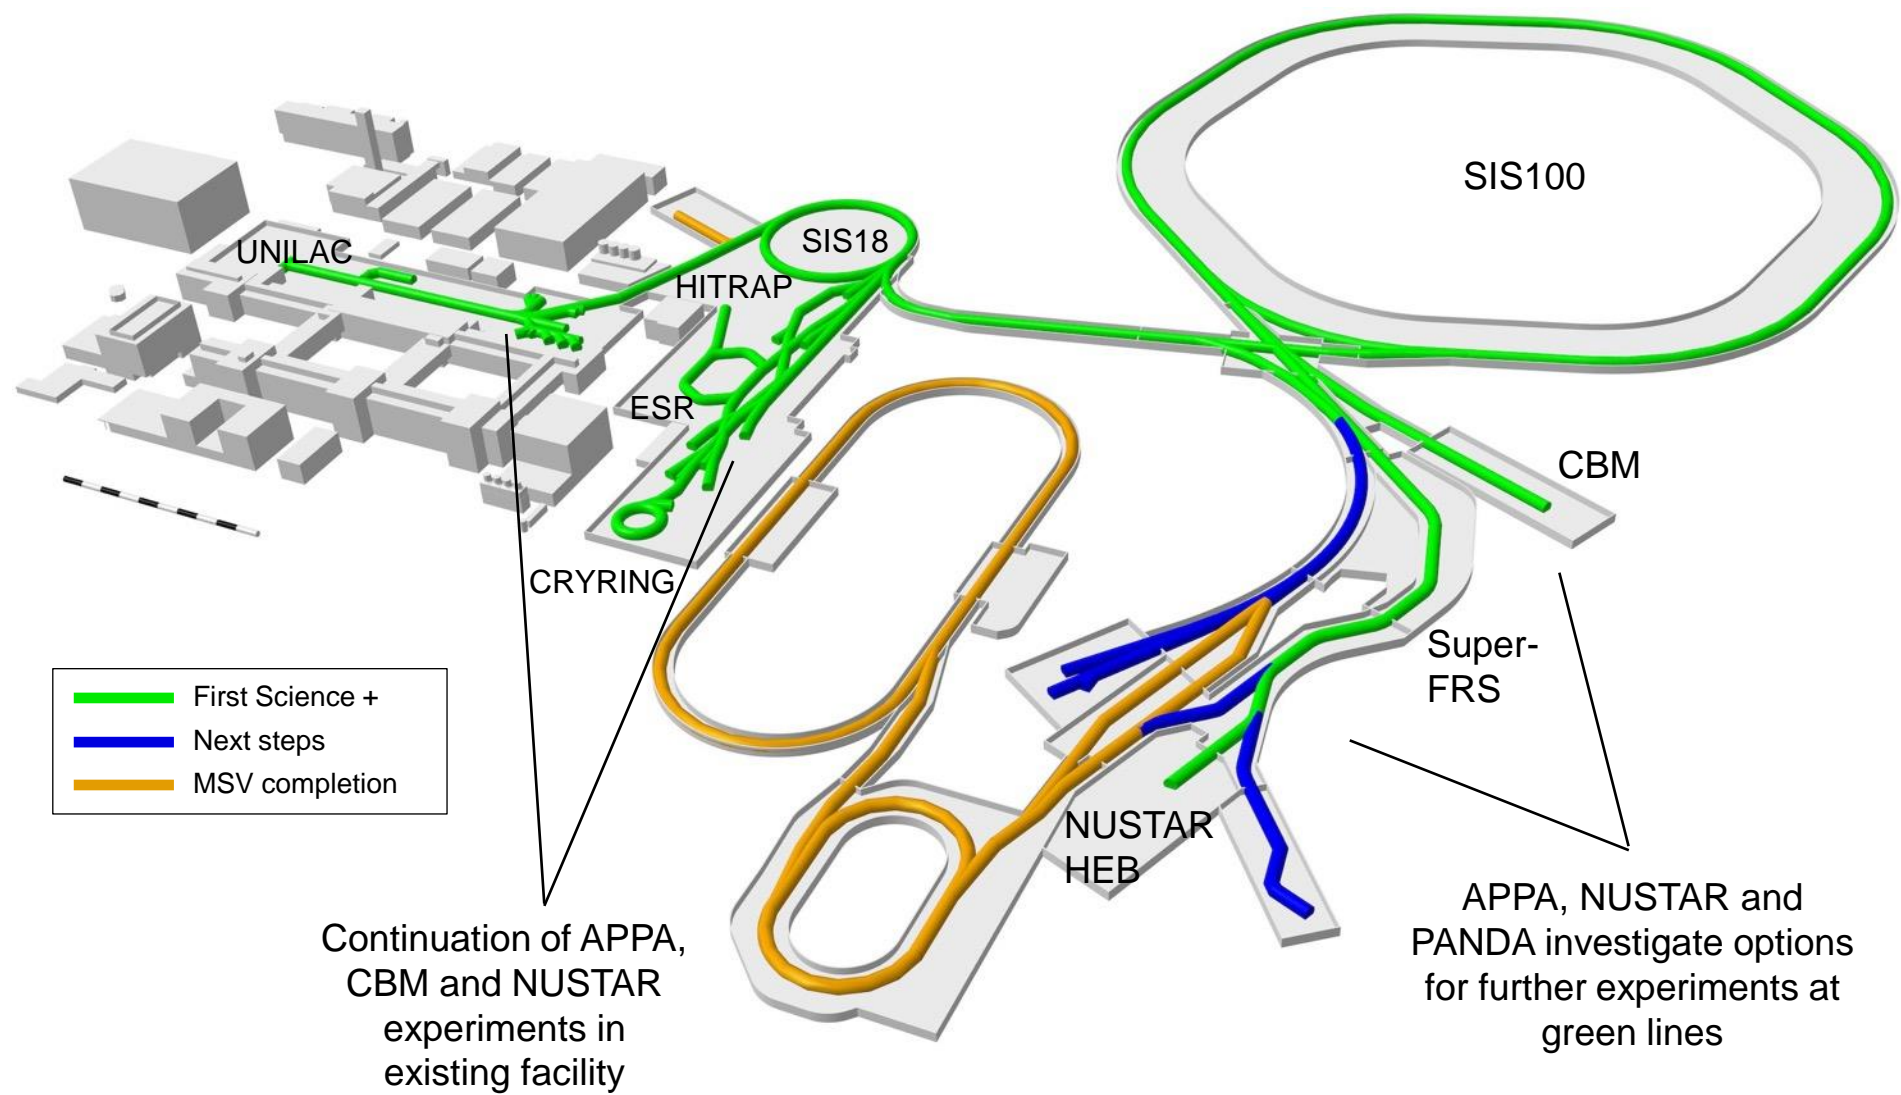 SIS100
UNILAC
SIS18
HITRAP
ESR
CBM
CRYRING
Super-
FRS
First Science +
Next steps
MSV completion
NUSTAR
HEB
Continuation of APPA,
CBM and NUSTAR
experiments in
existing facility
APPA, NUSTAR and
PANDA investigate options
for further experiments at
green lines